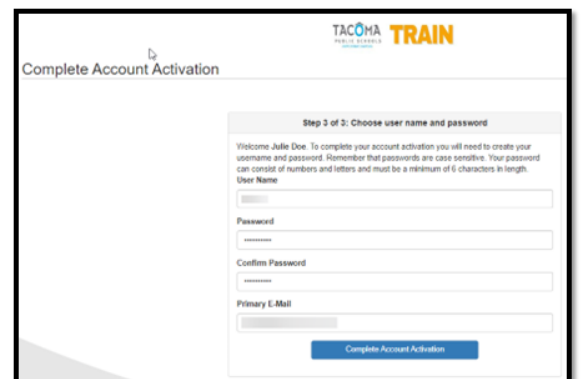 TACOMA TRAIN
PUBLIC SCHOOLS
Complete Account Activation
Step 3 of 3: Choose user name and password
Welcome Julie Doe. To complete your account activation you will need to create your
username and password. Remember that passwords are case sensitive. Your password
can consist of numbers and letters and must be a minimum of 6 characters in length.
User Name
Password
Confirm Password
Primary E-Mail
Complete Account Activation